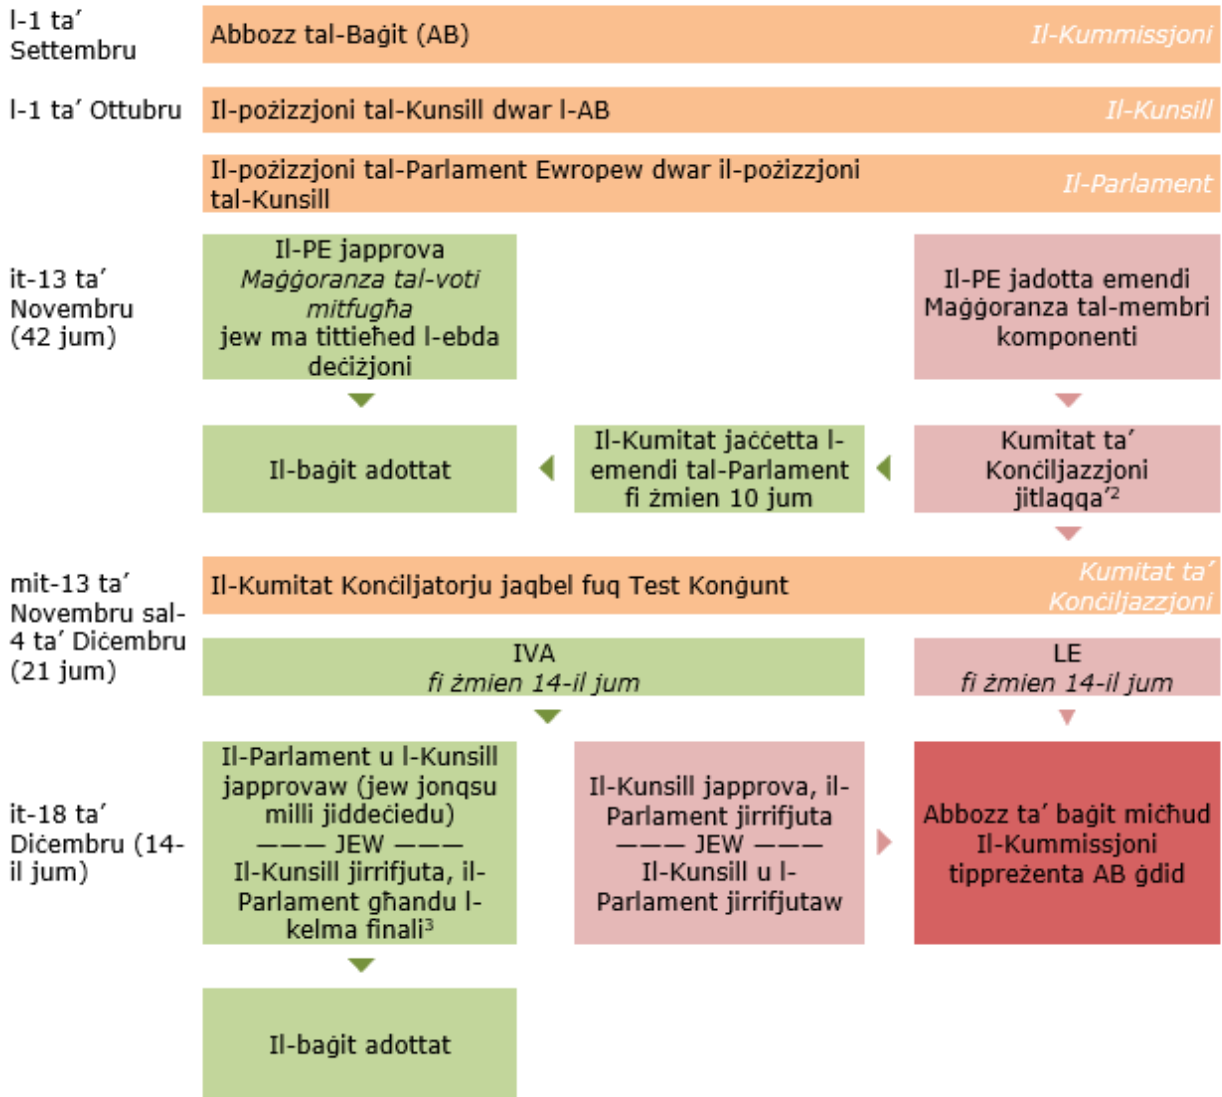 l-1 ta’
Settembru
Abbozz tal-Baġit (AB)
Il-Kummissjoni
l-1 ta’ Ottubru
Il-pożizzjoni tal-Kunsill dwar l-AB
Il-Kunsill
Il-pożizzjoni tal-Parlament Ewropew dwar il-pożizzjoni
tal-Kunsill
Il-Parlament
it-13 ta’
Novembru
(42 jum)
Il-PE japprova
Maġġoranza tal-voti
mitfugħa
jew ma tittieħed l-ebda
deċiżjoni
Il-PE jadotta emendi
Maġġoranza tal-membri
komponenti
Il-baġit adottat
Il-Kumitat jaċċetta l-
emendi tal-Parlament
fi żmien 10 jum
Kumitat ta’
Konċiljazzjoni
jitlaqqa’²
mit-13 ta’
Novembru sal-
4 ta’ Diċembru
(21 jum)
Il-Kumitat Konċiljatorju jaqbel fuq Test Konġunt
Kumitat ta’
Konċiljazzjoni
IVA
fi żmien 14-il jum
LE
fi żmien 14-il jum
it-18 ta’
Diċembru (14-
il jum)
Il-Parlament u l-Kunsill
japprovaw (jew jonqsu
milli jiddeċiedu)
——— JEW ———
Il-Kunsill jirrifjuta, il-
Parlament għandu l-
kelma finali³
Il-Kunsill japprova, il-
Parlament jirrifjuta
——— JEW ———
Il-Kunsill u l-
Parlament jirrifjutaw
Abbozz ta’ baġit miċħud
Il-Kummissjoni
tippreżenta AB ġdid
Il-baġit adottat